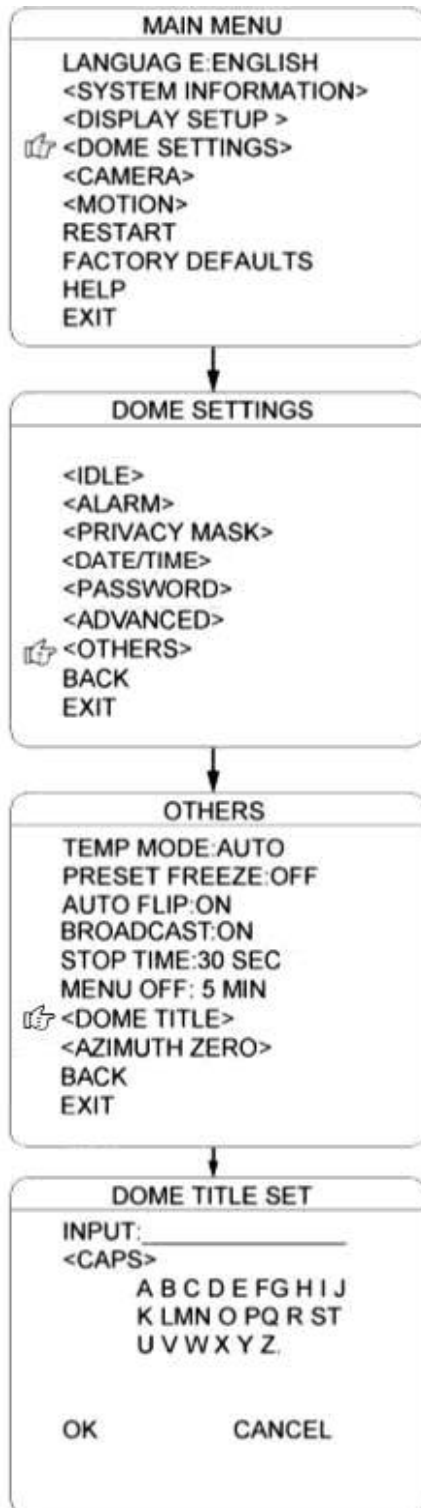 MAIN MENU
LANGUAG E:ENGLISH
<SYSTEM INFORMATION>
<DISPLAY SETUP >
<DOME SETTINGS>
<CAMERA>
<MOTION>
RESTART
FACTORY DEFAULTS
HELP
EXIT
DOME SETTINGS
<IDLE>
<ALARM>
<PRIVACY MASK>
<DATE/TIME>
<PASSWORD>
<ADVANCED>
<OTHERS>
BACK
EXIT
OTHERS
TEMP MODE:AUTO
PRESET FREEZE:OFF
AUTO FLIP:ON
BROADCAST:ON
STOP TIME:30 SEC
MENU OFF: 5 MIN
<DOME TITLE>
<AZIMUTH ZERO>
BACK
EXIT
DOME TITLE SET
INPUT:_________________
<CAPS>
A B C D E FG H I J
K LMN O PQ R ST
U V W X Y Z.
OK CANCEL